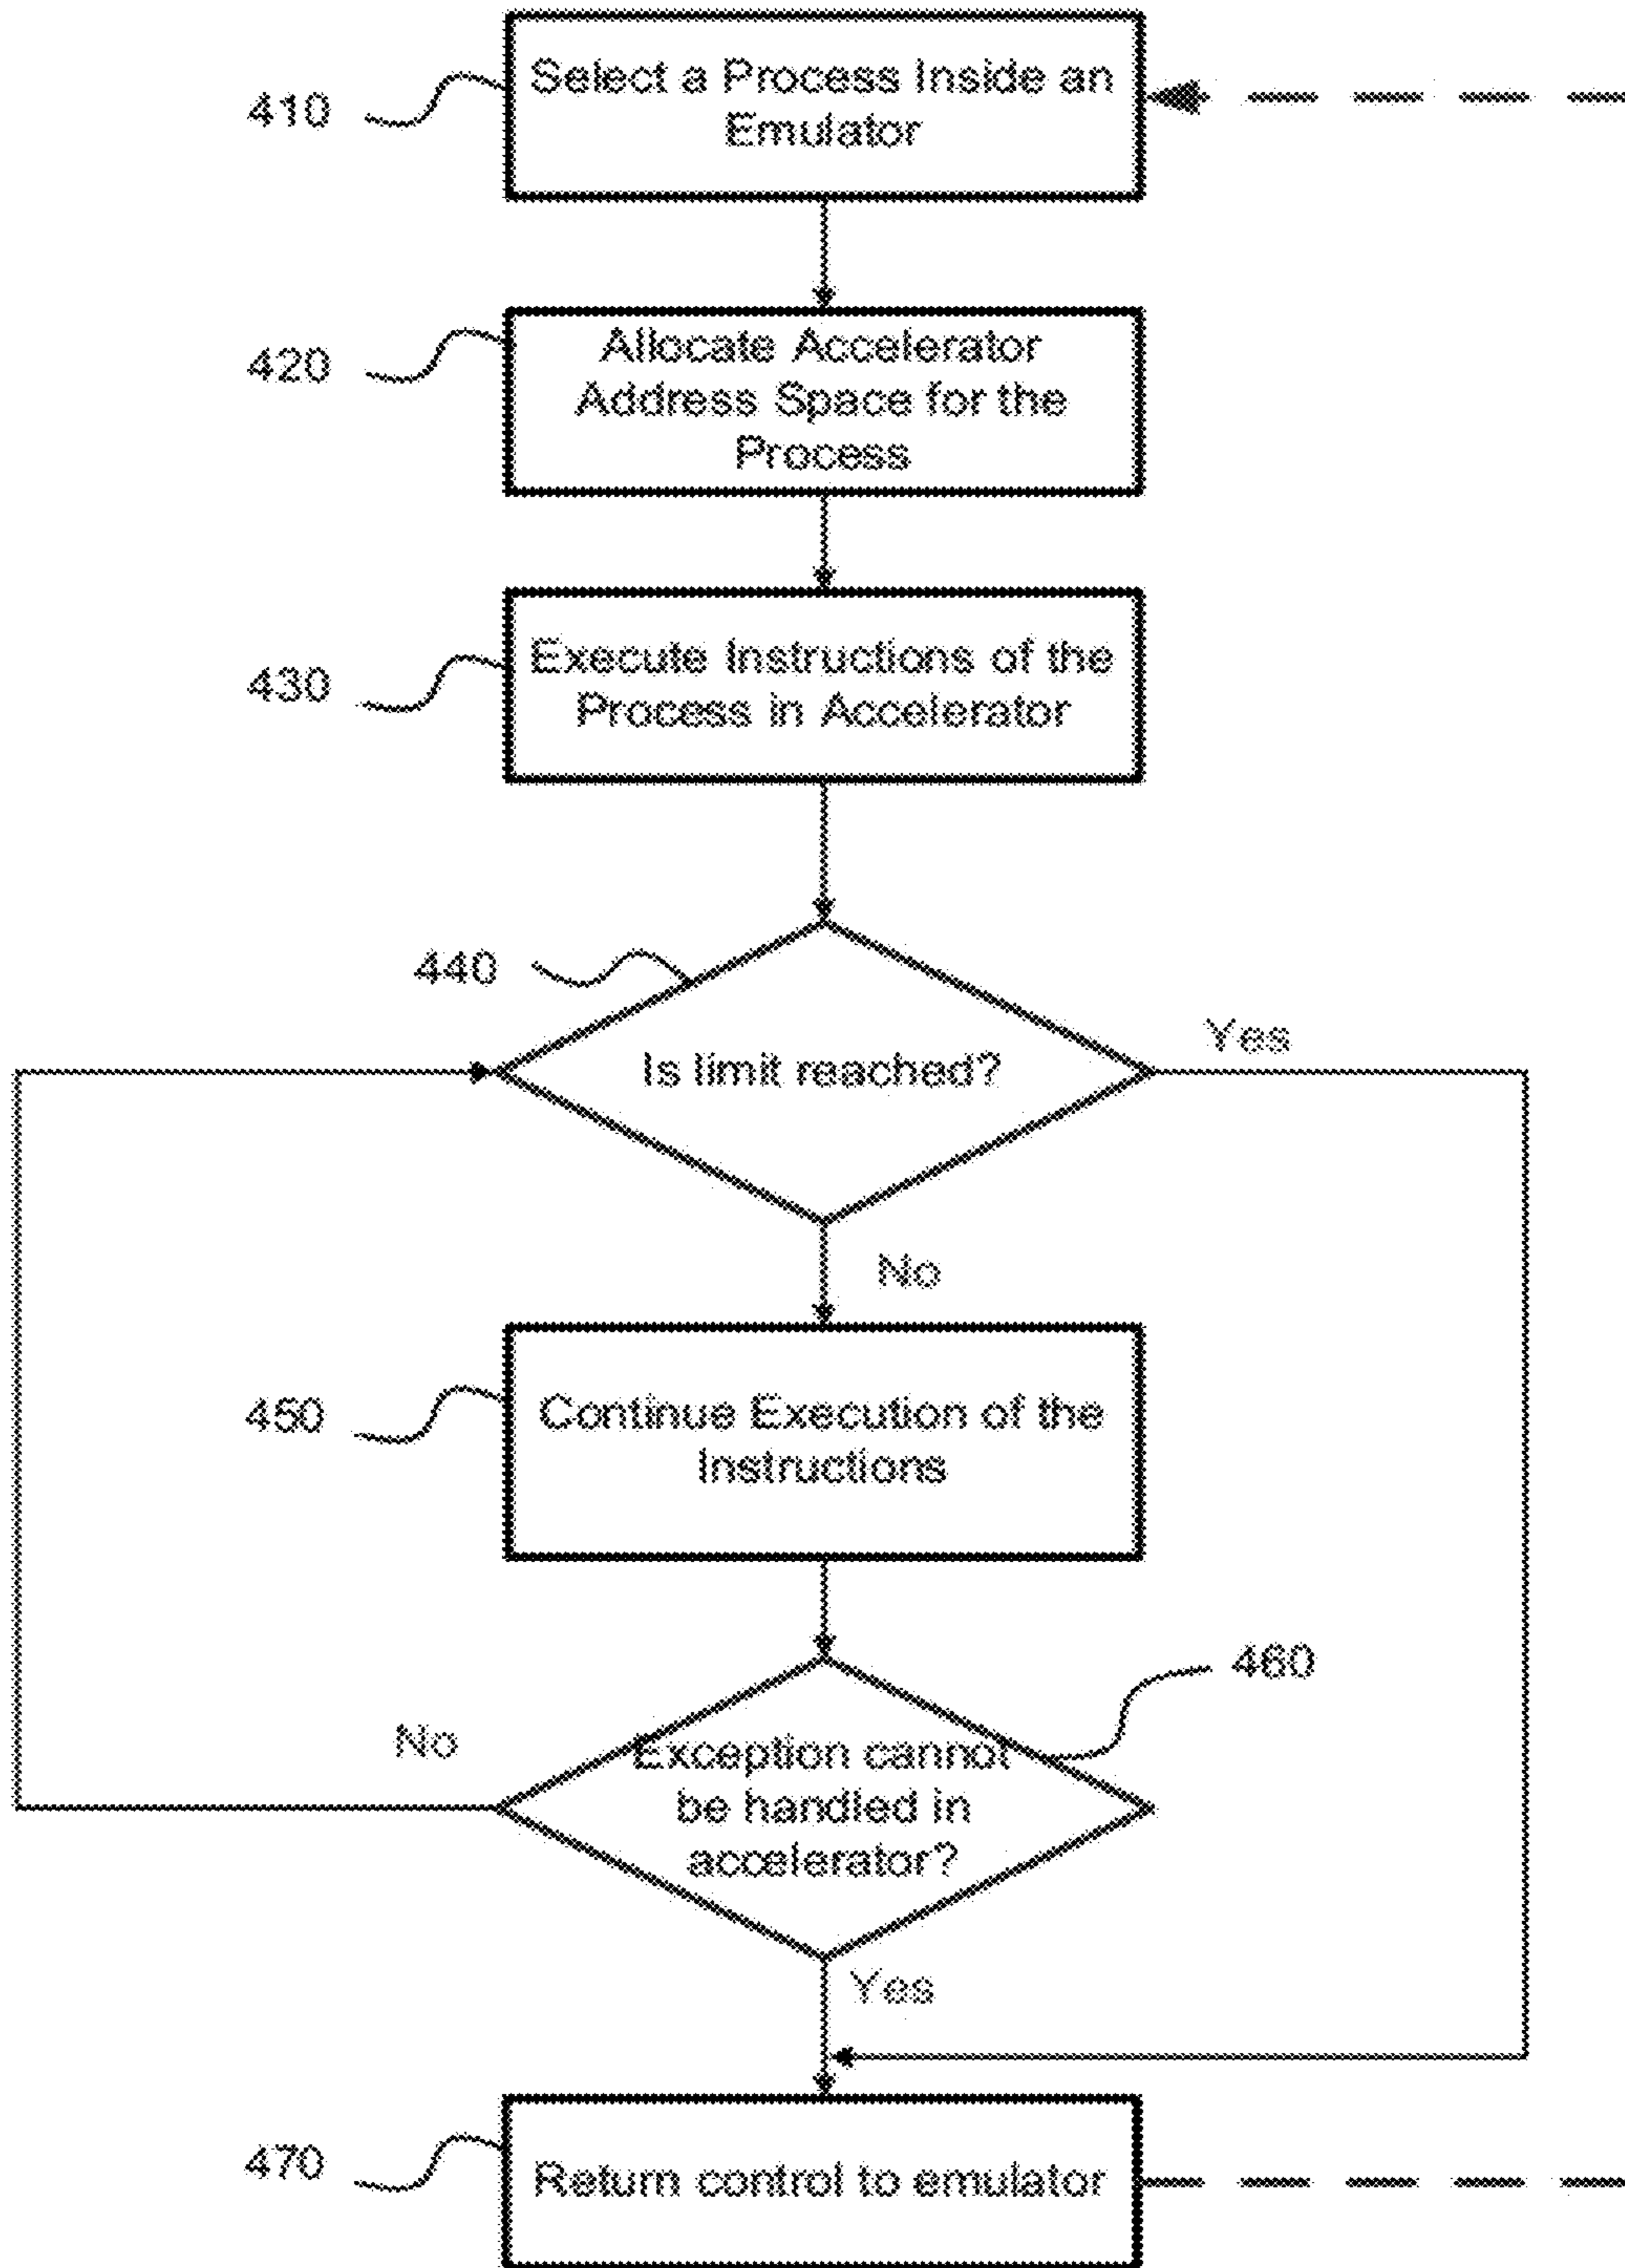 410
Select a Process Inside an
Emulator
420
Allocate Accelerator
Address Space for the
Process
430
Execute Instructions of the
Process in Accelerator
440
Is limit reached?
Yes
No
450
Continue Execution of the
Instructions
460
No
Exception cannot
be handled in
accelerator?
Yes
470
Return control to emulator